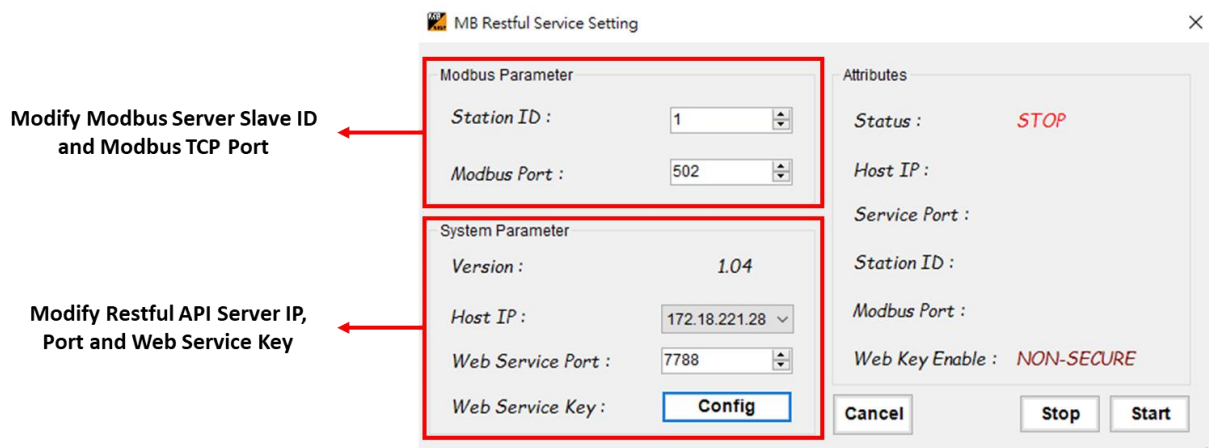 MB Restful Service Setting
Modify Modbus Server Slave ID
and Modbus TCP Port
Modbus Parameter
Station ID :
1
Modbus Port :
502
Modify Restful API Server IP,
Port and Web Service Key
System Parameter
Version :
1.04
Host IP :
172.18.221.28
Web Service Port :
7788
Web Service Key :
Config
Attributes
Status :
STOP
Host IP :
Service Port :
Station ID :
Modbus Port :
Web Key Enable :
NON-SECURE
Cancel
Stop
Start